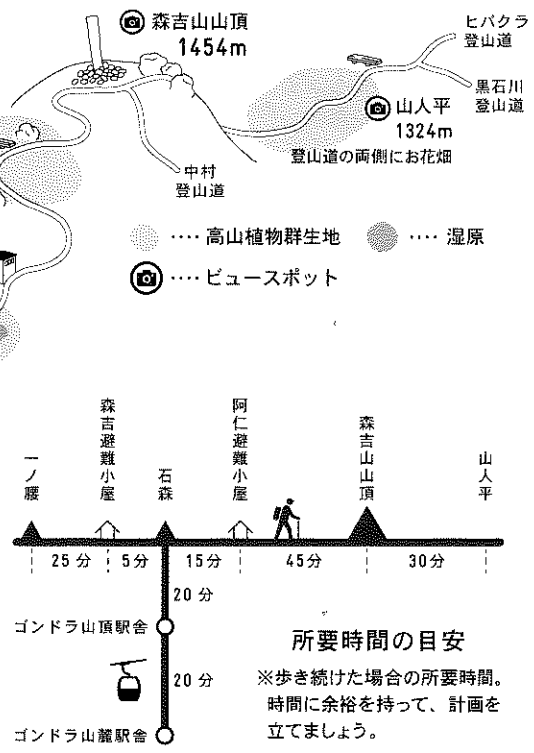 森吉山山頂
1454m
ヒバクラ
登山道
黒石川
登山道
山人平
1324m
登山道の両側にお花畑
中村
登山道
‥‥ 高山植物群生地
‥‥ 湿原
‥‥ ビュースポット
一ノ腰
森吉避難小屋
石森
阿仁避難小屋
森吉山山頂
山人平
25分
5分
15分
45分
30分
20分
ゴンドラ山頂駅舎
20分
ゴンドラ山麓駅舎
所要時間の目安
※歩き続けた場合の所要時間。
時間に余裕を持って、計画を
立てましょう。